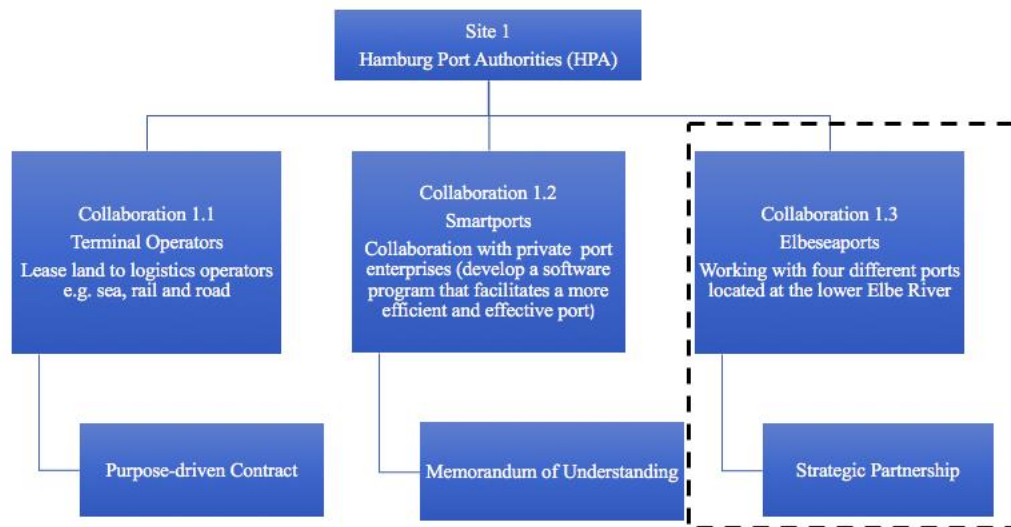 Site 1
Hamburg Port Authorities (HPA)
Collaboration 1.1
Terminal Operators
Lease land to logistics operators
e.g. sea, rail and road
Collaboration 1.2
Smartports
Collaboration with private port
enterprises (develop a software
program that facilitates a more
efficient and effective port)
Collaboration 1.3
Elbeseaports
Working with four different ports
located at the lower Elbe River
Purpose-driven Contract
Memorandum of Understanding
Strategic Partnership